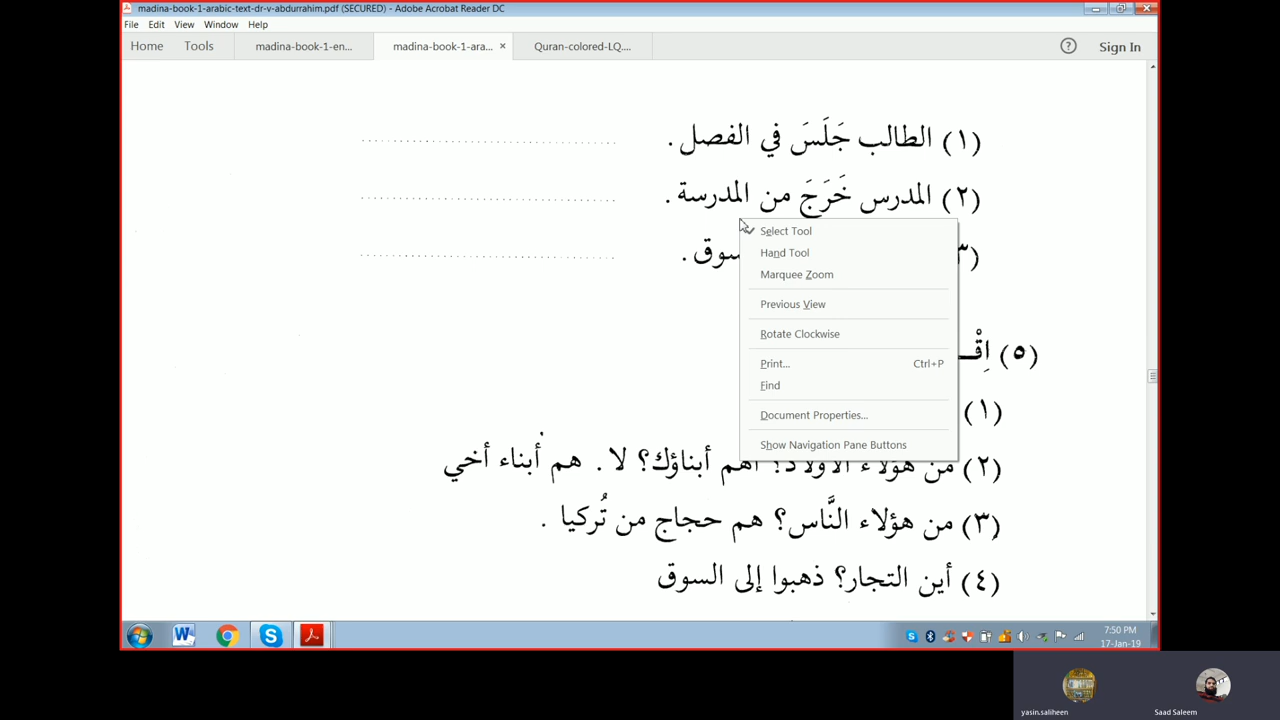 madina-book-1-arabic-text-dr-v-abdurrahim.pdf (SECURED) - Adobe Acrobat Reader DC
File Edit View Window Help
Home Tools madina-book-1-en... madina-book-1-ara... × Quran-colored-LQ.... ? Sign In
(١) الطالب جَلَسَ في الفصل . ..............................
(٢) المدرس خَرَجَ من المدرسة . ..............................
٣) سوق . ..............................
Select Tool
Hand Tool
Marquee Zoom
Previous View
Rotate Clockwise
Print... Ctrl+P
Find
Document Properties...
Show Navigation Pane Buttons
(٥) اِقْـ
(١)
(٢) من هؤلاء الأولاد؟ أهم أبناؤك؟ لا . هم أبناء أخي
(٣) من هؤلاء النَّاس؟ هم حجاج من تُركيا .
(٤) أين التجار؟ ذهبوا إلى السوق
7:50 PM
17-Jan-19
yasin.saliheen
Saad Saleem